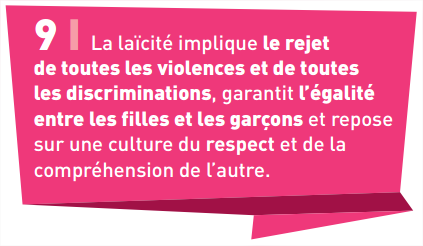 9 | La laïcité implique le rejet
de toutes les violences et de toutes
les discriminations, garantit l’égalité
entre les filles et les garçons et repose
sur une culture du respect et de la
compréhension de l’autre.